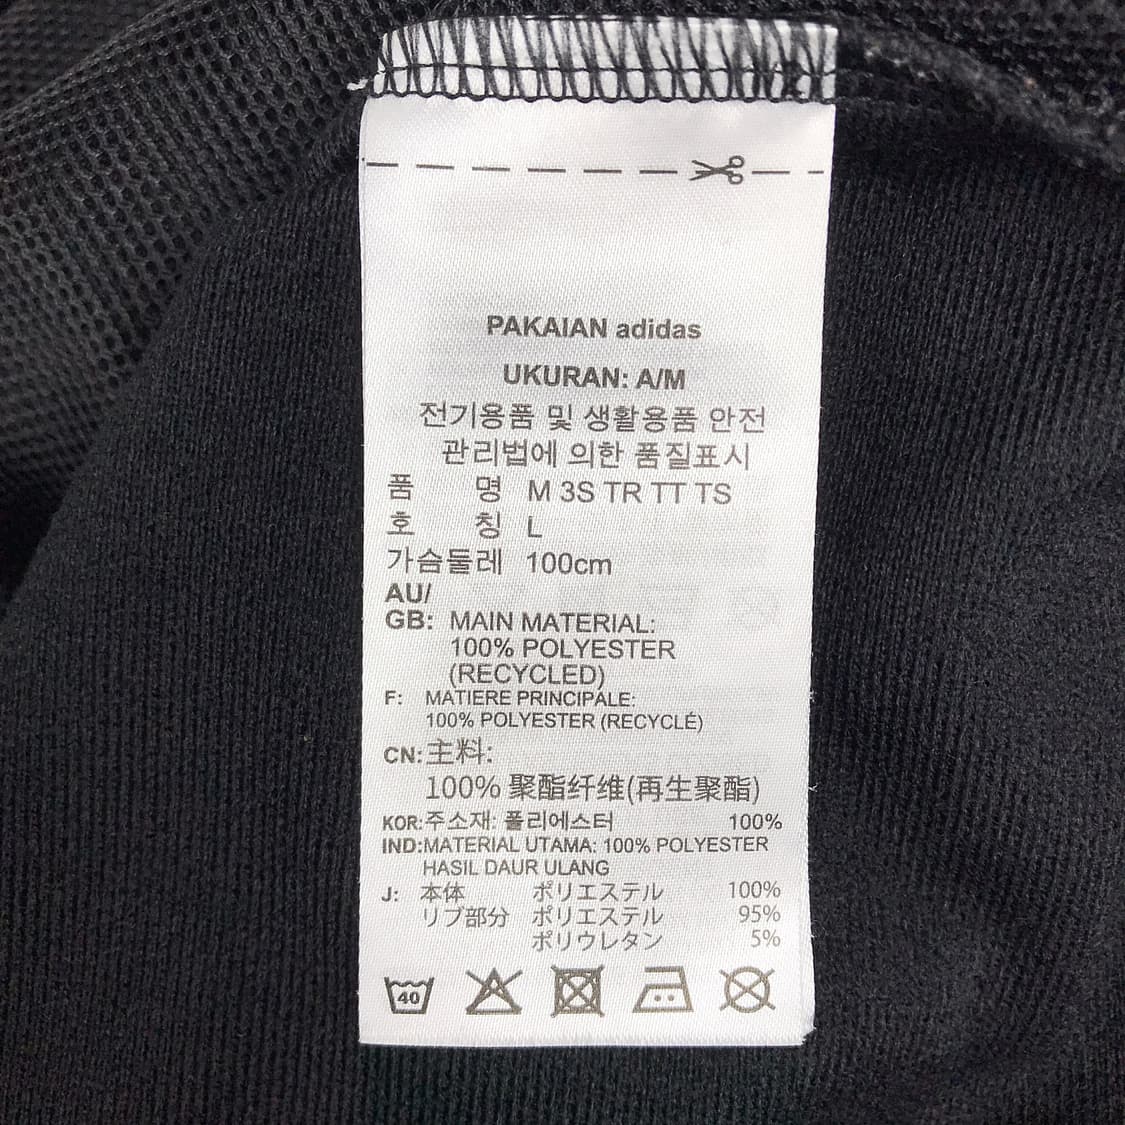 PAKAIAN adidas
UKURAN: A/M
전기용품 및 생활용품 안전
관리법에 의한 품질표시
품 명 M 3S TR TT TS
호 칭 L
가슴둘레 100cm
AU/
GB: MAIN MATERIAL:
100% POLYESTER
(RECYCLED)
F: MATIERE PRINCIPALE:
100% POLYESTER (RECYCLÉ)
CN: 主料:
100% 聚酯纤维(再生聚酯)
KOR:주소재: 폴리에스터 100%
IND:MATERIAL UTAMA: 100% POLYESTER
HASIL DAUR ULANG
J: 本体 ポリエステル 100%
リブ部分 ポリエステル 95%
ポリウレタン 5%
40